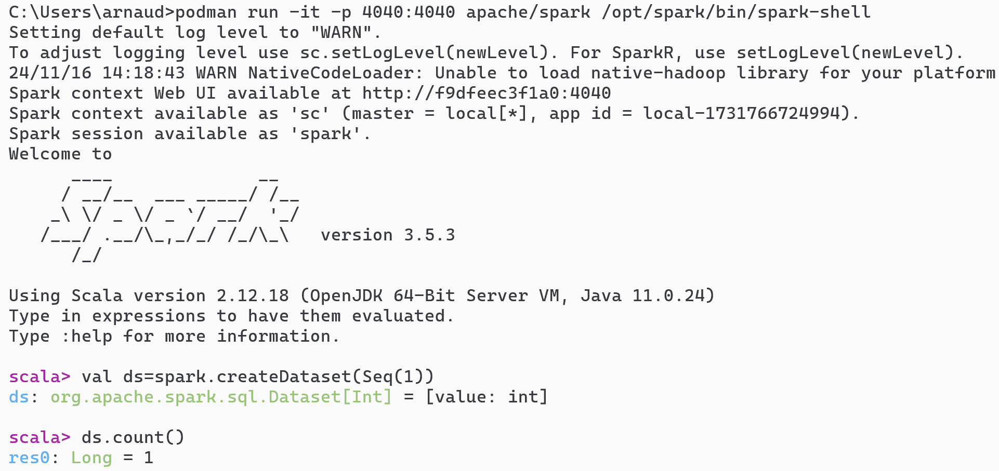 C:\Users\arnaud>podman run -it -p 4040:4040 apache/spark /opt/spark/bin/spark-shell
Setting default log level to "WARN".
To adjust logging level use sc.setLogLevel(newLevel). For SparkR, use setLogLevel(newLevel).
24/11/16 14:18:43 WARN NativeCodeLoader: Unable to load native-hadoop library for your platform
Spark context Web UI available at http://f9dfeec3f1a0:4040
Spark context available as 'sc' (master = local[*], app id = local-1731766724994).
Spark session available as 'spark'.
Welcome to
      ____              __
     / __/__  ___ _____/ /__
    _\ \/ _ \/ _ `/ __/  '_/
   /___/ .__/\_,_/_/ /_/\_\   version 3.5.3
      /_/
Using Scala version 2.12.18 (OpenJDK 64-Bit Server VM, Java 11.0.24)
Type in expressions to have them evaluated.
Type :help for more information.
scala> val ds=spark.createDataset(Seq(1))
ds: org.apache.spark.sql.Dataset[Int] = [value: int]
scala> ds.count()
res0: Long = 1